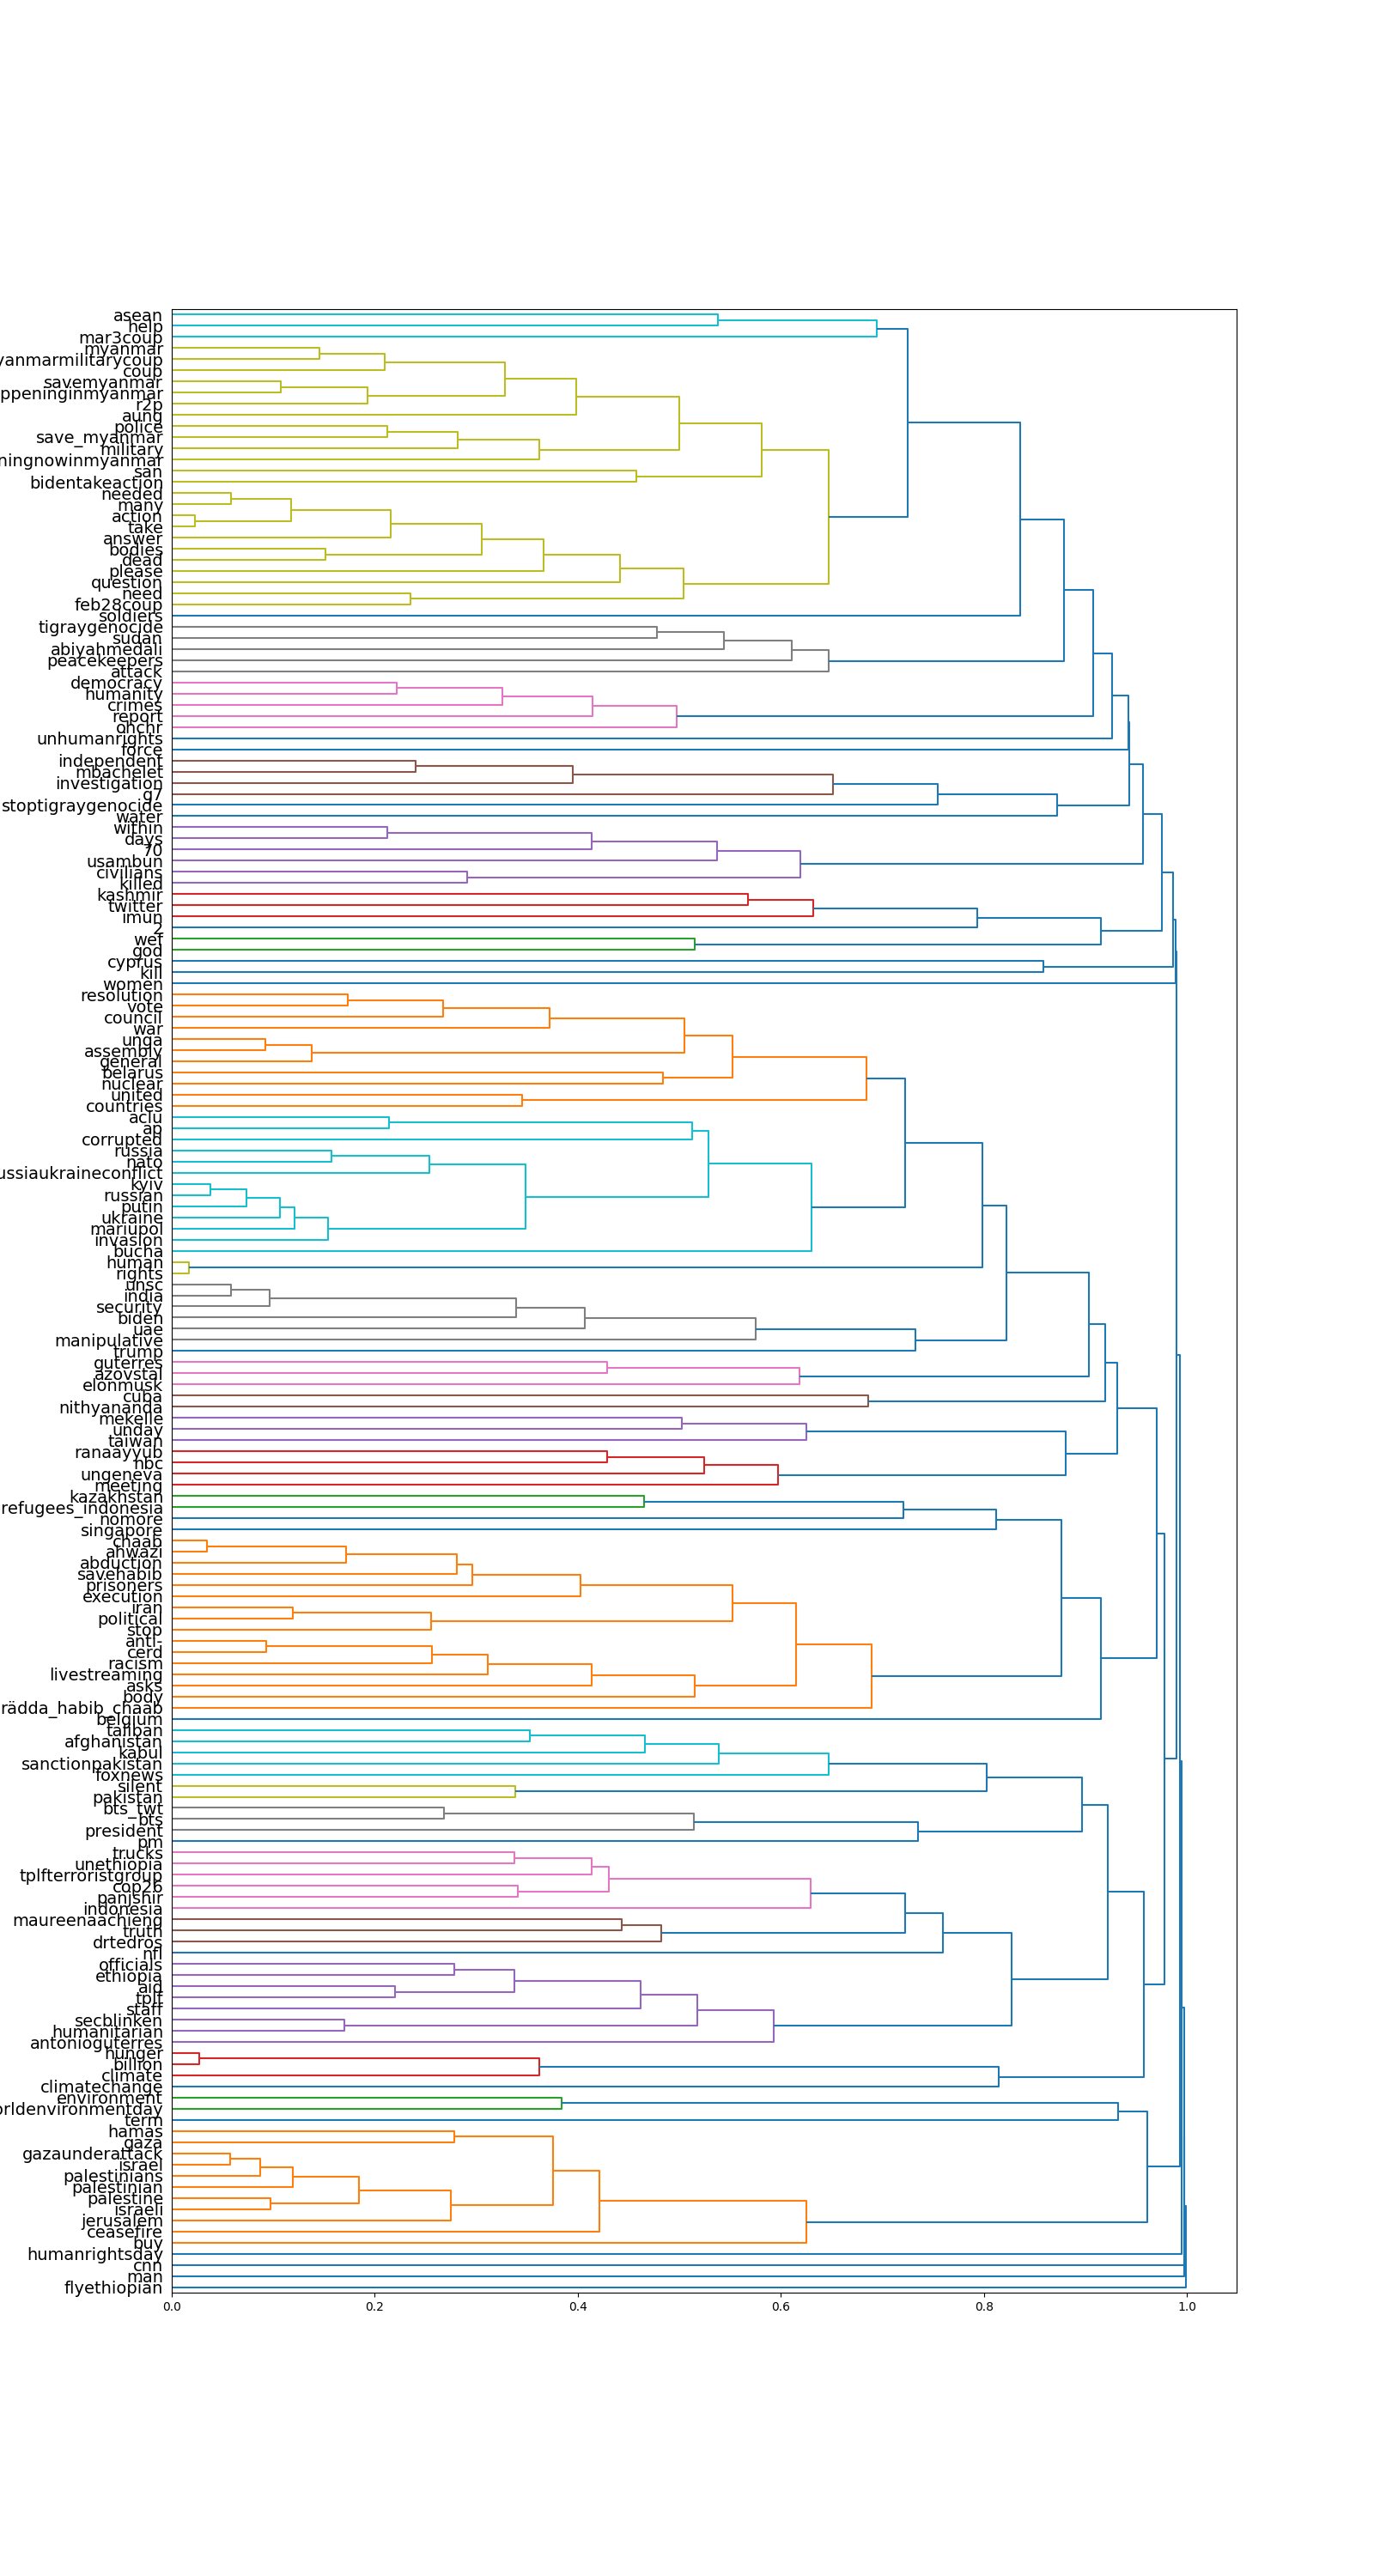 asean
help
mar3coup
myanmar
yanmarmilitarycoup
coup
savemyanmar
ppeninginmyanmar
r2p
aung
police
save_myanmar
military
ningnowinmyanmar
san
bidentakeaction
needed
many
action
take
answer
bodies
dead
please
question
need
feb28coup
soldiers
tigraygenocide
sudan
abiyahmedali
peacekeepers
attack
democracy
humanity
crimes
report
ohchr
unhumanrights
force
independent
mbachelet
investigation
g7
stoptigraygenocide
water
within
days
70
usambun
civilians
killed
kashmir
twitter
imun
2
wef
god
cyprus
kill
women
resolution
vote
council
war
unga
assembly
general
belarus
nuclear
united
countries
aclu
ap
corrupted
russia
nato
ussiaukraineconflict
kyiv
russian
putin
ukraine
mariupol
invasion
bucha
human
rights
unsc
india
security
biden
uae
manipulative
trump
guterres
azovstal
elonmusk
cuba
nithyananda
mekelle
unday
taiwan
ranaayyub
nbc
ungeneva
meeting
kazakhstan
refugees_indonesia
nomore
singapore
chaab
ahwazi
abduction
savehabib
prisoners
execution
iran
political
stop
anti-
cerd
racism
livestreaming
asks
body
rädda_habib_chaab
belgium
taliban
afghanistan
kabul
sanctionpakistan
foxnews
silent
pakistan
bts_twt
bts
president
pm
trucks
unethiopia
tplfterroristgroup
cop26
panjshir
indonesia
maureenaachieng
truth
drtedros
nfl
officials
ethiopia
aid
tplf
staff
secblinken
humanitarian
antonioguterres
hunger
billion
climate
climatechange
environment
orldenvironmentday
term
hamas
gaza
gazaunderattack
israel
palestinians
palestinian
palestine
israeli
jerusalem
ceasefire
buy
humanrightsday
cnn
man
flyethiopian
0.0 0.2 0.4 0.6 0.8 1.0